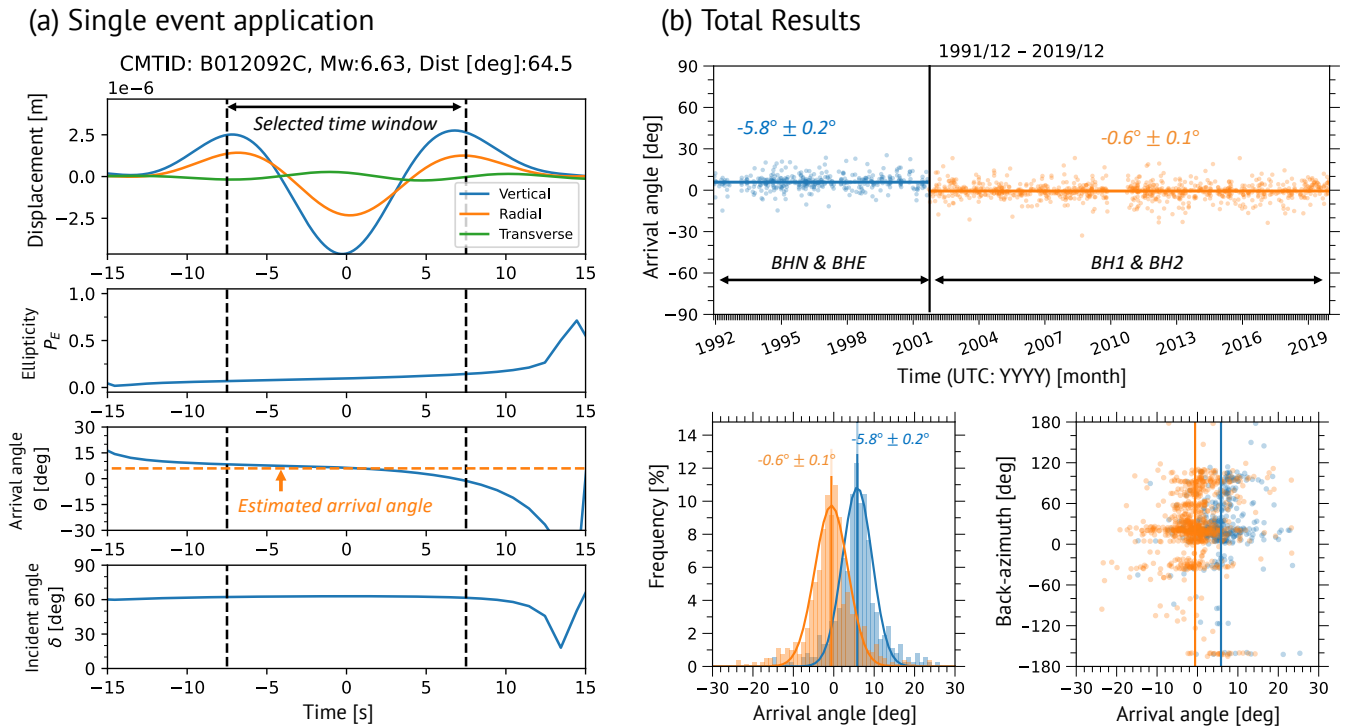 (a) Single event application
CMTID: B012092C, Mw:6.63, Dist [deg]:64.5
1e−6
Displacement [m]
2.5
0.0
−2.5
Selected time window
Vertical
Radial
Transverse
−15 −10 −5 0 5 10 15
Ellipticity
P_E
1.0
0.5
0.0
−15 −10 −5 0 5 10 15
Arrival angle
Θ [deg]
30
15
0
−15
−30
Estimated arrival angle
−15 −10 −5 0 5 10 15
Incident angle
δ [deg]
90
60
30
0
−15 −10 −5 0 5 10 15
Time [s]
(b) Total Results
1991/12 – 2019/12
Arrival angle [deg]
90
60
30
0
−30
−60
−90
-5.8° ± 0.2°
-0.6° ± 0.1°
BHN & BHE
BH1 & BH2
1992 1995 1998 2001 2004 2007 2010 2013 2016 2019
Time (UTC: YYYY) [month]
Frequency [%]
14
12
10
8
6
4
2
0
-5.8° ± 0.2°
-0.6° ± 0.1°
−30 −20 −10 0 10 20 30
Arrival angle [deg]
Back-azimuth [deg]
180
120
60
0
−60
−120
−180
−30 −20 −10 0 10 20 30
Arrival angle [deg]